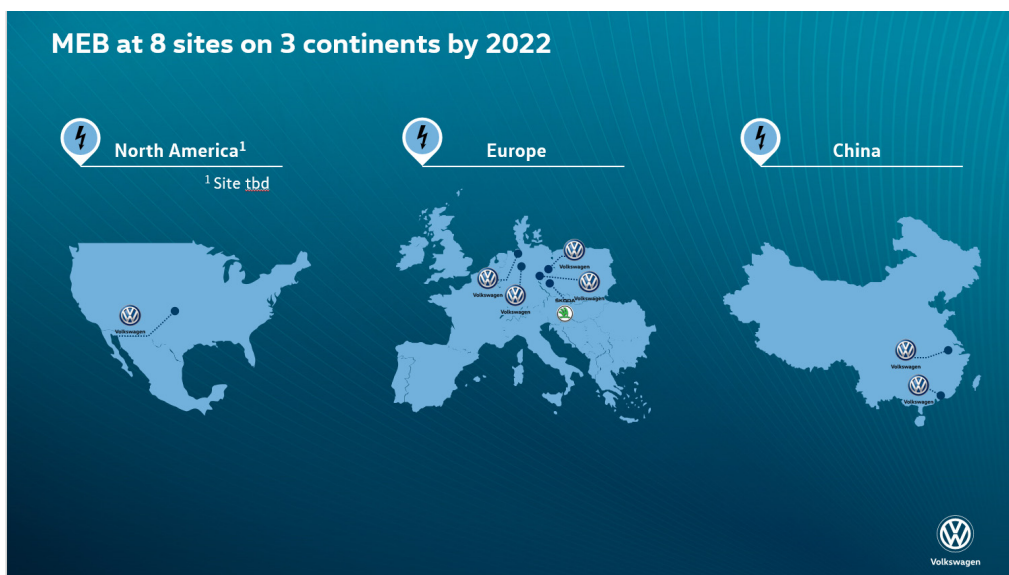 MEB at 8 sites on 3 continents by 2022
North America¹
¹ Site tbd
Europe
China
Volkswagen
Volkswagen
Volkswagen
Volkswagen
Volkswagen
ŠKODA
Volkswagen
Volkswagen
Volkswagen